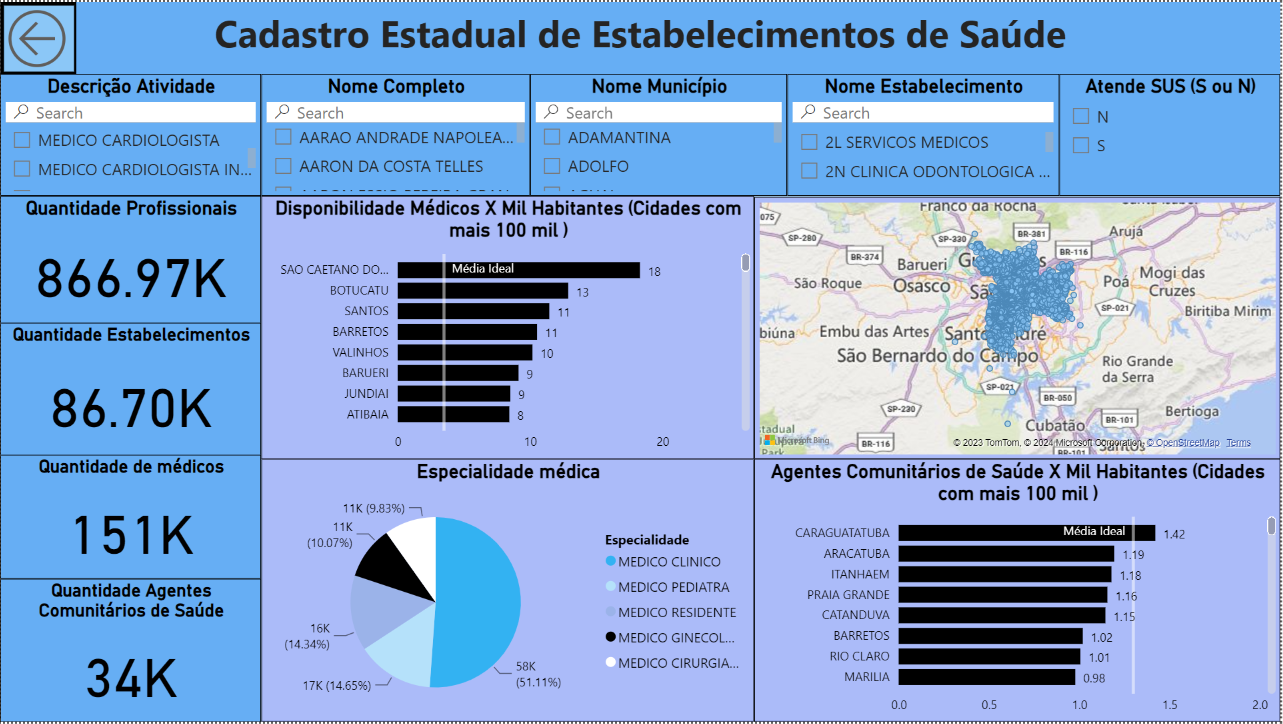 Cadastro Estadual de Estabelecimentos de Saúde
Descrição Atividade
Search
MEDICO CARDIOLOGISTA
MEDICO CARDIOLOGISTA IN...
Nome Completo
Search
AARAO ANDRADE NAPOLEA...
AARON DA COSTA TELLES
Nome Município
Search
ADAMANTINA
ADOLFO
Nome Estabelecimento
Search
2L SERVICOS MEDICOS
2N CLINICA ODONTOLOGICA ...
Atende SUS (S ou N)
N
S
Quantidade Profissionais
866.97K
Quantidade Estabelecimentos
86.70K
Quantidade de médicos
151K
Quantidade Agentes
Comunitários de Saúde
34K
Disponibilidade Médicos X Mil Habitantes (Cidades com
mais 100 mil )
Média Ideal
SAO CAETANO DO... 18
BOTUCATU 13
SANTOS 11
BARRETOS 11
VALINHOS 10
BARUERI 9
JUNDIAI 9
ATIBAIA 8
0 10 20
Franco da Rocha
075
SP-280
SP-330
BR-381
Arujá
BR-374
BR-116
Barueri
Mogi das
Cruzes
São Roque
Osasco
Poá
SP-021
Biritiba Mirim
Embu das Artes
São Bernardo do Campo
Rio Grande
da Serra
SP-021
BR-050
SP-230
Bertioga
BR-101
Cubatão
BR-116
BR-101
Microsoft Bing
© 2023 TomTom, © 2024 Microsoft Corporation, © OpenStreetMap Terms
Especialidade médica
11K (9.83%)
11K
(10.07%)
16K
(14.34%)
17K (14.65%)
58K
(51.11%)
Especialidade
MEDICO CLINICO
MEDICO PEDIATRA
MEDICO RESIDENTE
MEDICO GINECOL...
MEDICO CIRURGIA...
Agentes Comunitários de Saúde X Mil Habitantes (Cidades
com mais 100 mil )
Média Ideal
CARAGUATATUBA 1.42
ARACATUBA 1.19
ITANHAEM 1.18
PRAIA GRANDE 1.16
CATANDUVA 1.15
BARRETOS 1.02
RIO CLARO 1.01
MARILIA 0.98
0.0 0.5 1.0 1.5 2.0